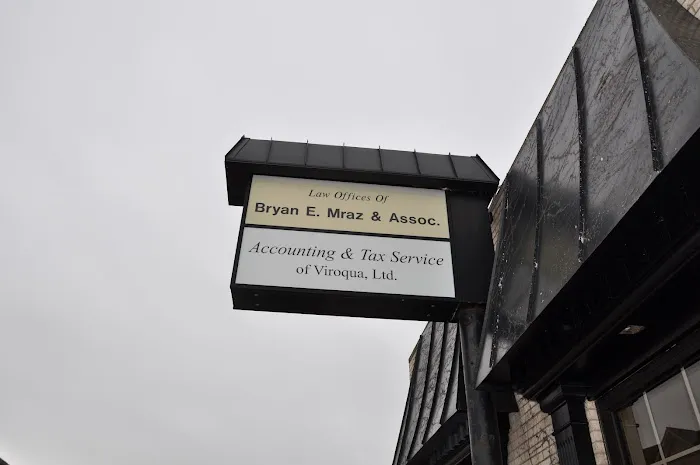 Law Offices Of
Bryan E. Mraz & Assoc.
Accounting & Tax Service
of Viroqua, Ltd.